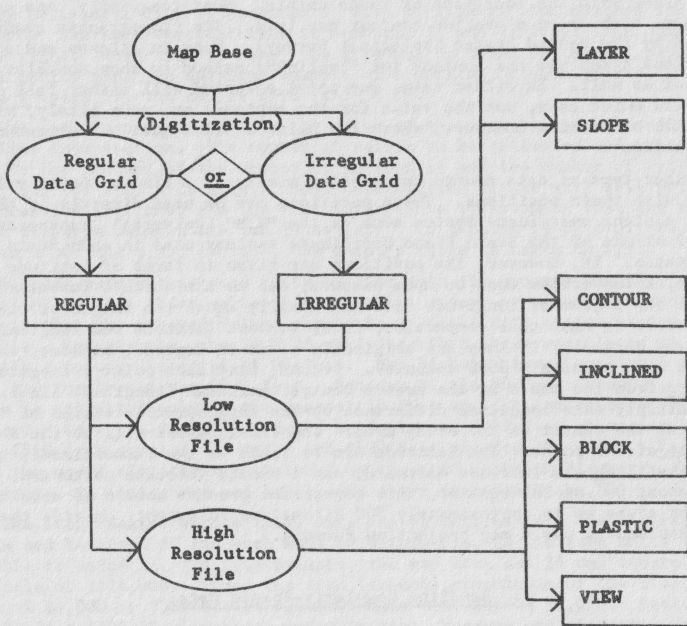 Map Base
(Digitization)
Regular
Data Grid
or
Irregular
Data Grid
REGULAR
IRREGULAR
Low
Resolution
File
High
Resolution
File
LAYER
SLOPE
CONTOUR
INCLINED
BLOCK
PLASTIC
VIEW